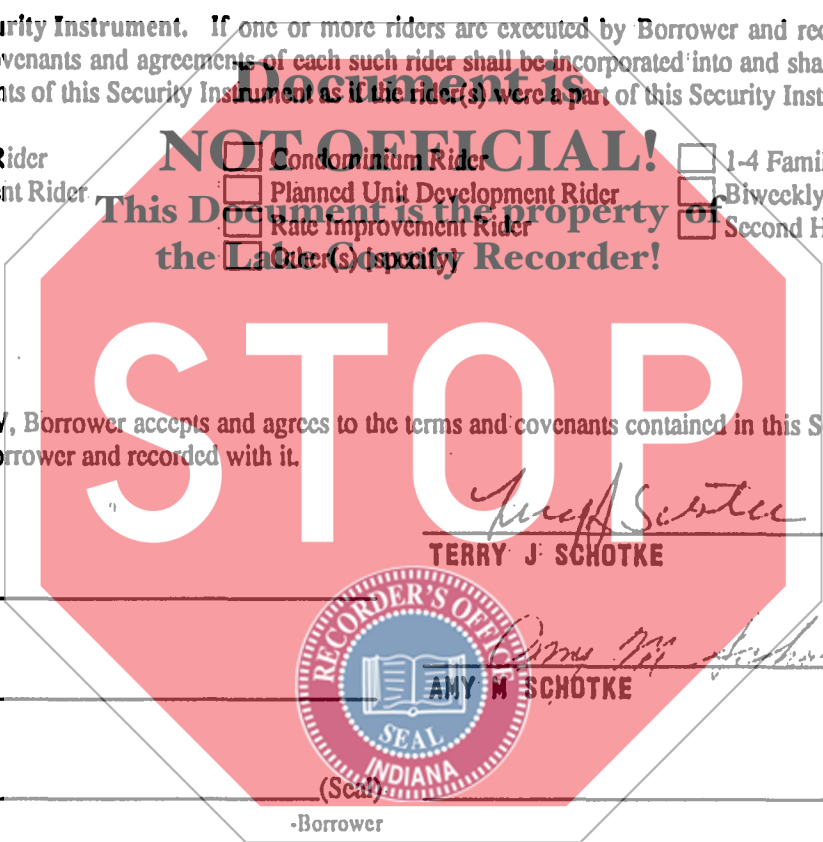 urity Instrument. If one or more riders are executed by Borrower and rec
venants and agreements of each such rider shall be incorporated into and sha
nts of this Security Instrument as if the rider(s) were a part of this Security Inst
Document is
NOT OFFICIAL!
This Document is the property of
the Lake County Recorder!
Rider Condominium Rider 1-4 Famil
nt Rider Planned Unit Development Rider Biweekly
Rate Improvement Rider Second H
Other(s) [specify]
STOP
, Borrower accepts and agrees to the terms and covenants contained in this S
orrower and recorded with it.
Terry J Schotke
TERRY J SCHOTKE
Amy M
AMY M SCHOTKE
RECORDER'S OFFICE
SEAL
INDIANA
(Seal)
-Borrower